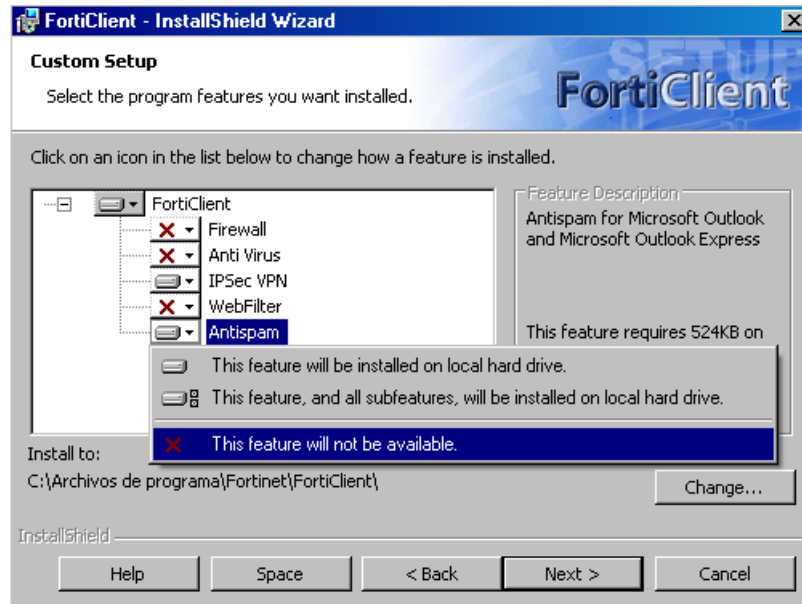 FortiClient - InstallShield Wizard
Custom Setup
Select the program features you want installed.
SETUP
FortiClient
Click on an icon in the list below to change how a feature is installed.
FortiClient
Firewall
Anti Virus
IPSec VPN
WebFilter
Antispam
Feature Description
Antispam for Microsoft Outlook
and Microsoft Outlook Express
This feature requires 524KB on
This feature will be installed on local hard drive.
This feature, and all subfeatures, will be installed on local hard drive.
This feature will not be available.
Install to:
C:\Archivos de programa\Fortinet\FortiClient\
Change...
InstallShield
Help
Space
< Back
Next >
Cancel